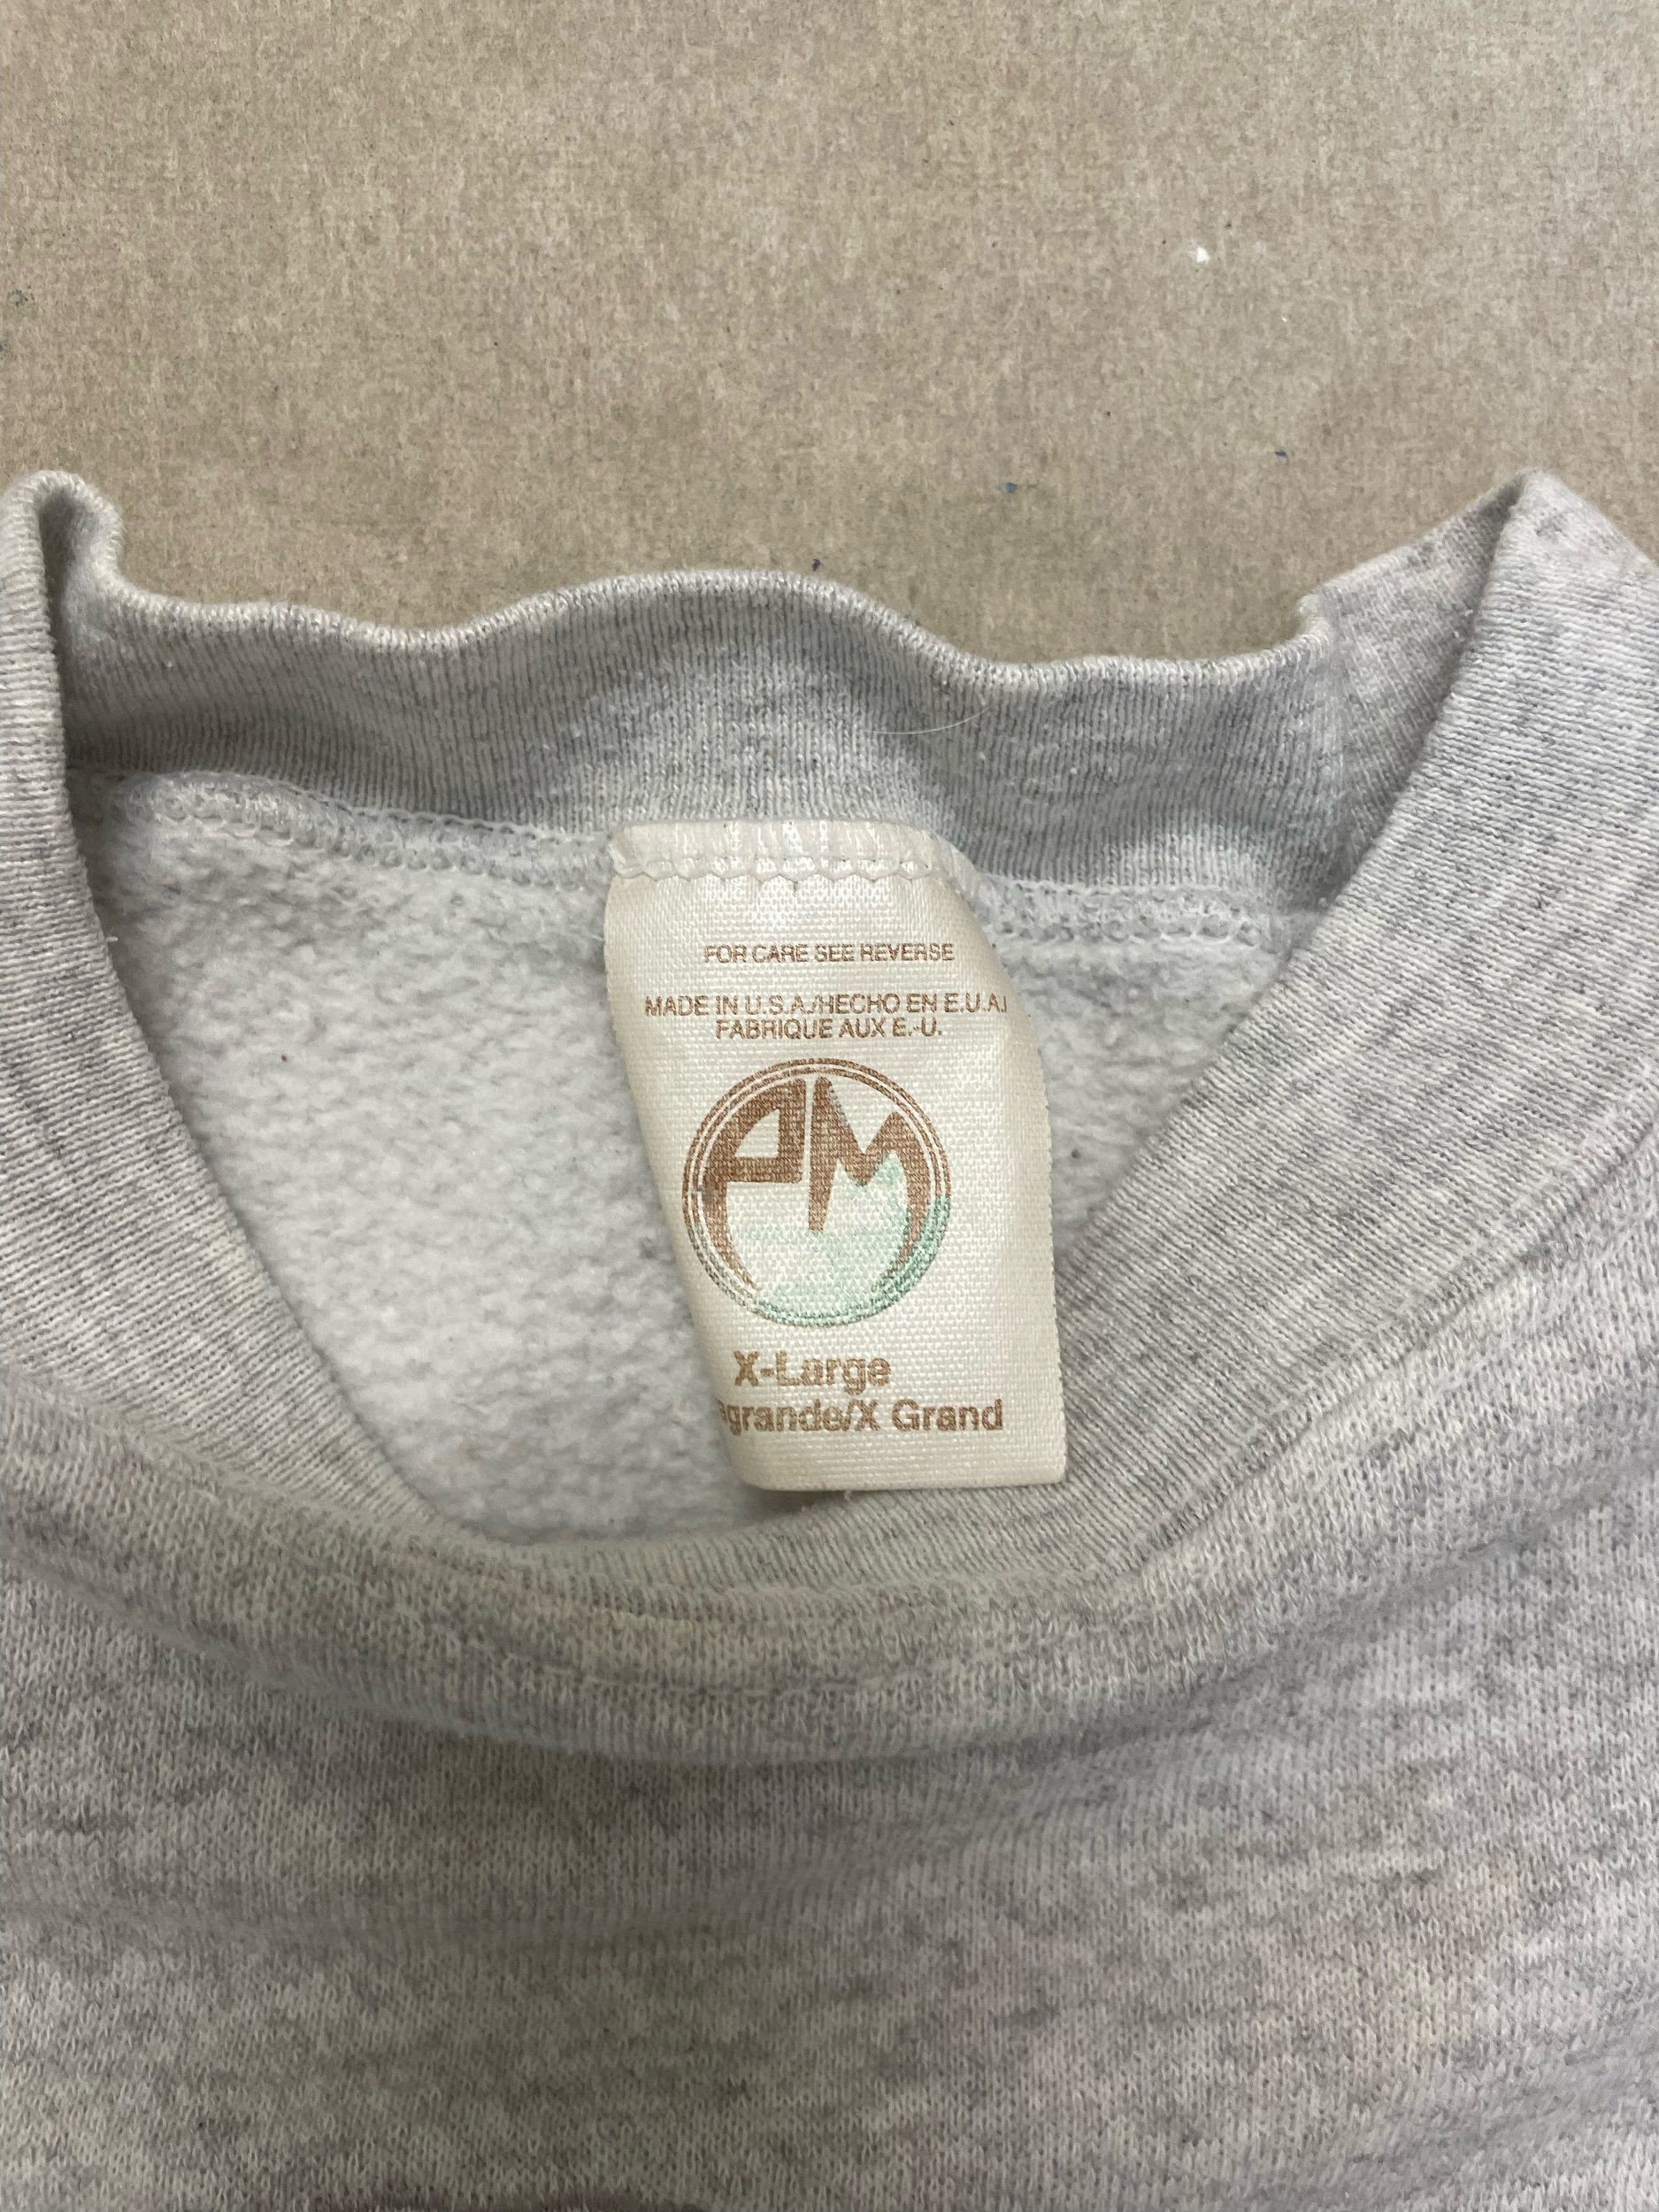 FOR CARE SEE REVERSE
MADE IN U.S.A./HECHO EN E.U.A./
FABRIQUE AUX E.-U.
PM
X-Large
X Grand